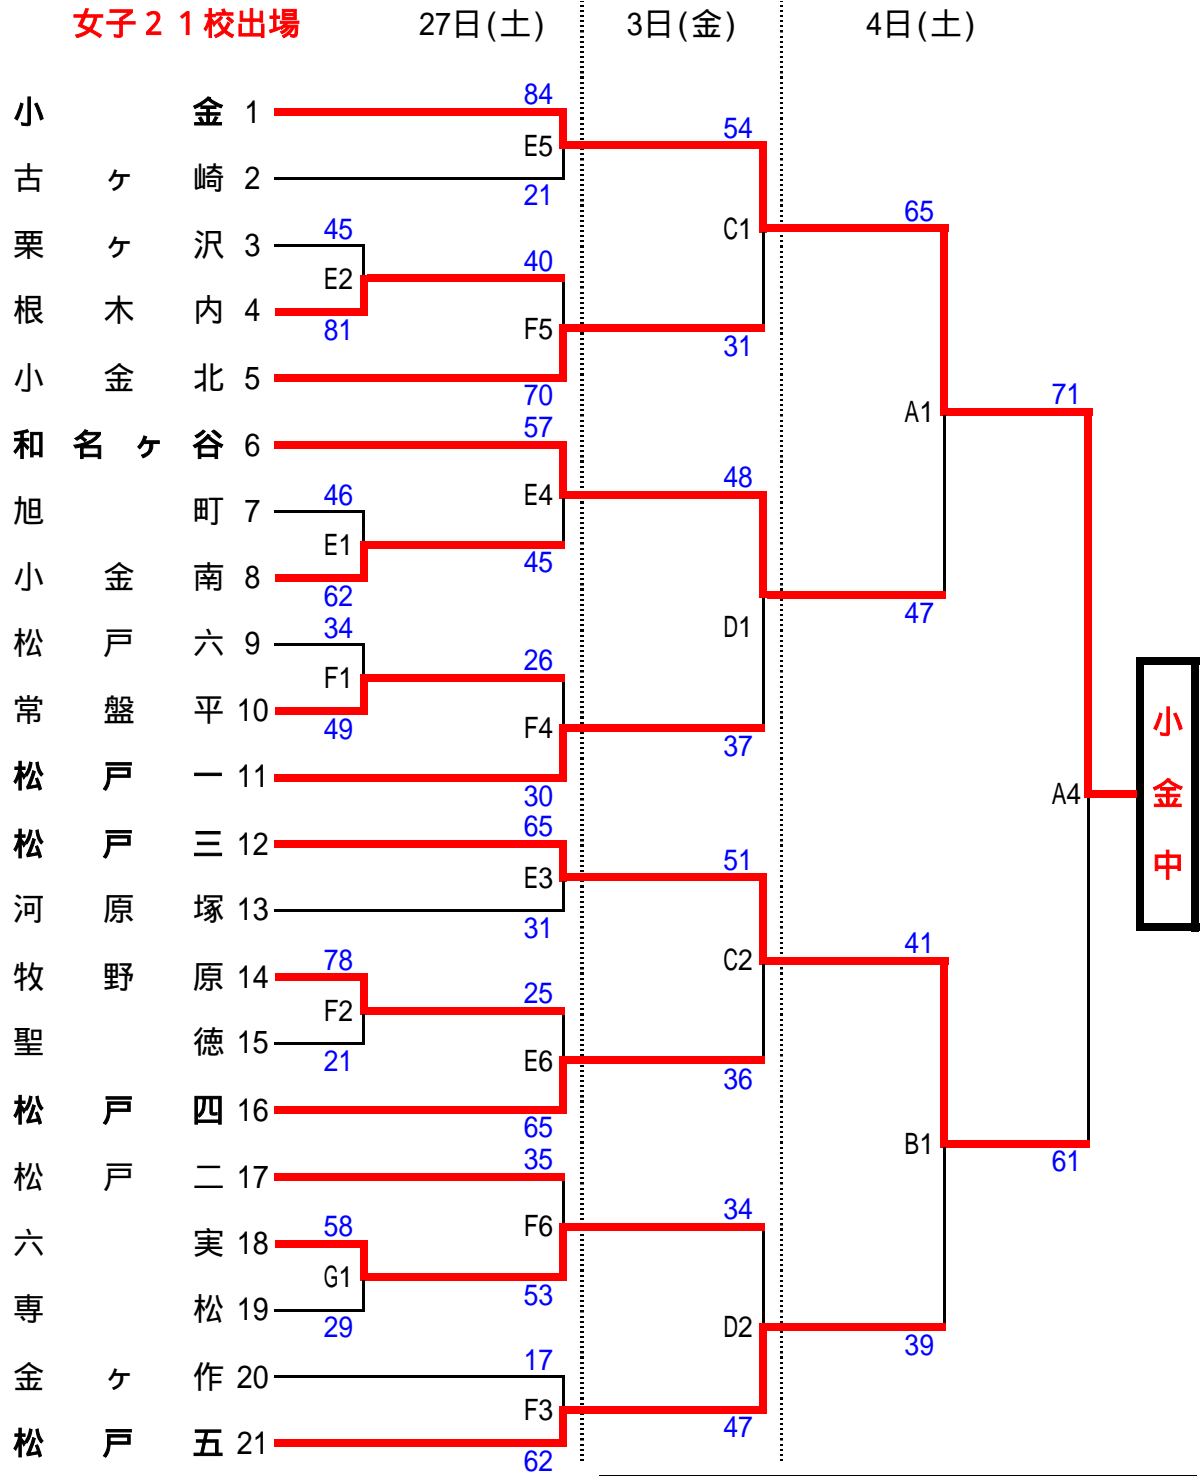 女子２１校出場 27日(土) 3日(金) 4日(土)
84
小金 1
54
E5
古ヶ崎 2
21
65
45
C1
栗ヶ沢 3
40
E2
根木内 4
81
F5
31
小金北 5
70
71
A1
57
和名ヶ谷 6
48
46
E4
旭町 7
E1
45
小金南 8
62
47
34
D1
松戸六 9
26
F1
常盤平 10
49
F4
小金中
37
松戸一 11
A4
30
65
松戸三 12
51
E3
河原塚 13
31
41
78
C2
牧野原 14
25
F2
聖徳 15
21
E6
36
松戸四 16
65
B1
35
61
松戸二 17
34
58
F6
六実 18
G1
53
専松 19
29
D2
39
17
金ヶ作 20
F3
47
松戸五 21
62